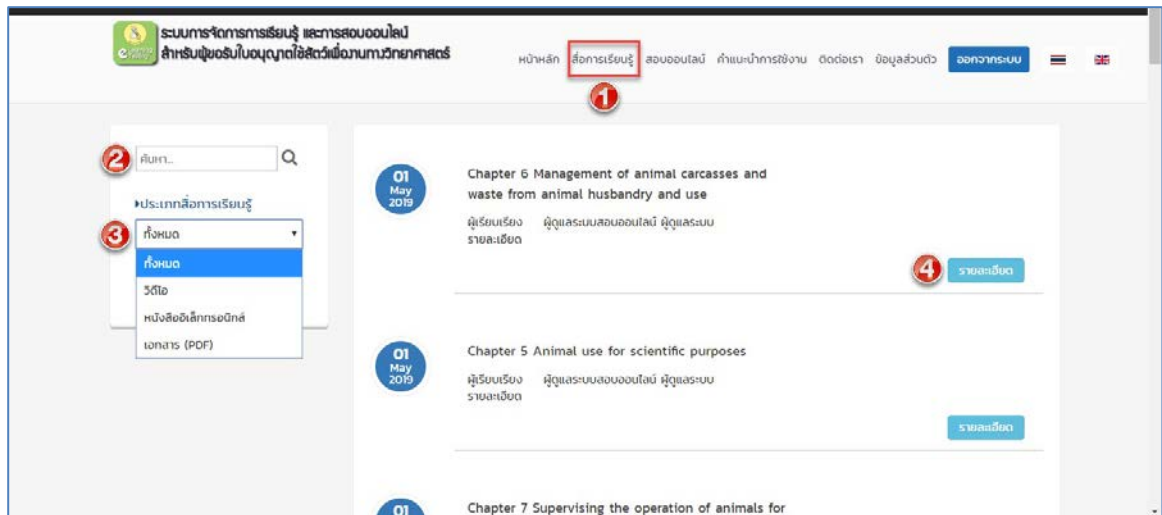 ระบบการจัดการการเรียนรู้ และการสอบออนไลน์
สำหรับผู้ขอรับใบอนุญาตใช้สัตว์เพื่องานทางวิทยาศาสตร์
หน้าหลัก สื่อการเรียนรู้ สอบออนไลน์ คำแนะนำการใช้งาน ติดต่อเรา ข้อมูลส่วนตัว ออกจากระบบ
1
2 ค้นหา...
ประเภทสื่อการเรียนรู้
3 ทั้งหมด
ทั้งหมด
วิดีโอ
หนังสืออิเล็กทรอนิกส์
เอกสาร (PDF)
01
May
2019
Chapter 6 Management of animal carcasses and
waste from animal husbandry and use
ผู้เรียบเรียง ผู้ดูแลระบบสอบออนไลน์ ผู้ดูแลระบบ
รายละเอียด
4 รายละเอียด
01
May
2019
Chapter 5 Animal use for scientific purposes
ผู้เรียบเรียง ผู้ดูแลระบบสอบออนไลน์ ผู้ดูแลระบบ
รายละเอียด
รายละเอียด
01
Chapter 7 Supervising the operation of animals for